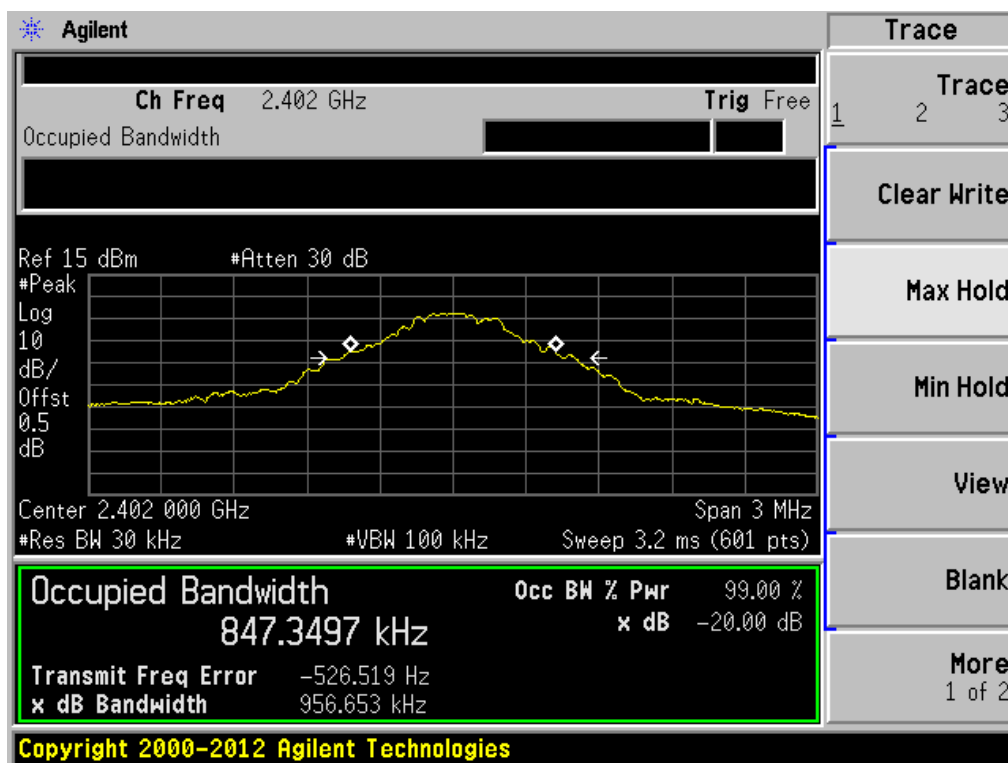 Agilent
Trace
Ch Freq 2.402 GHz Trig Free
Occupied Bandwidth
Trace
1 2 3
Clear Write
Max Hold
Min Hold
View
Blank
More
1 of 2
Ref 15 dBm #Atten 30 dB
#Peak
Log
10
dB/
Offst
0.5
dB
Center 2.402 000 GHz Span 3 MHz
#Res BW 30 kHz #VBW 100 kHz Sweep 3.2 ms (601 pts)
Occupied Bandwidth Occ BW % Pwr 99.00 %
847.3497 kHz x dB -20.00 dB
Transmit Freq Error -526.519 Hz
x dB Bandwidth 956.653 kHz
Copyright 2000-2012 Agilent Technologies